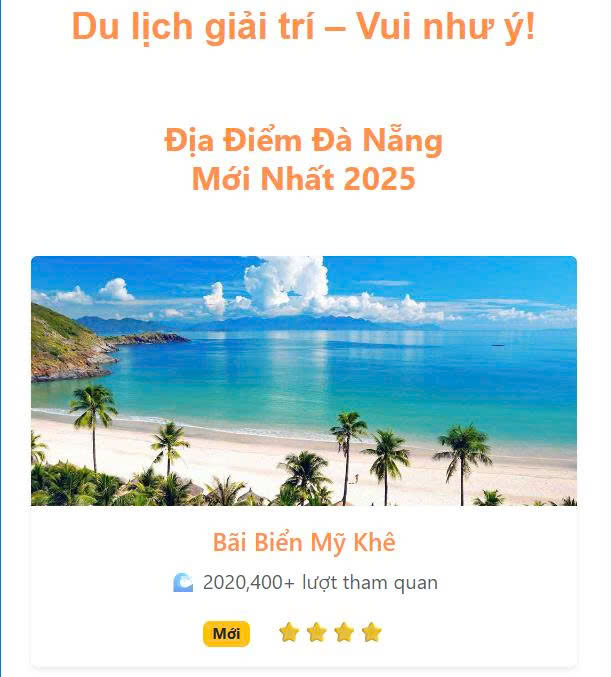 Du lịch giải trí – Vui như ý!
Địa Điểm Đà Nẵng
Mới Nhất 2025
Bãi Biển Mỹ Khê
2020,400+ lượt tham quan
Mới